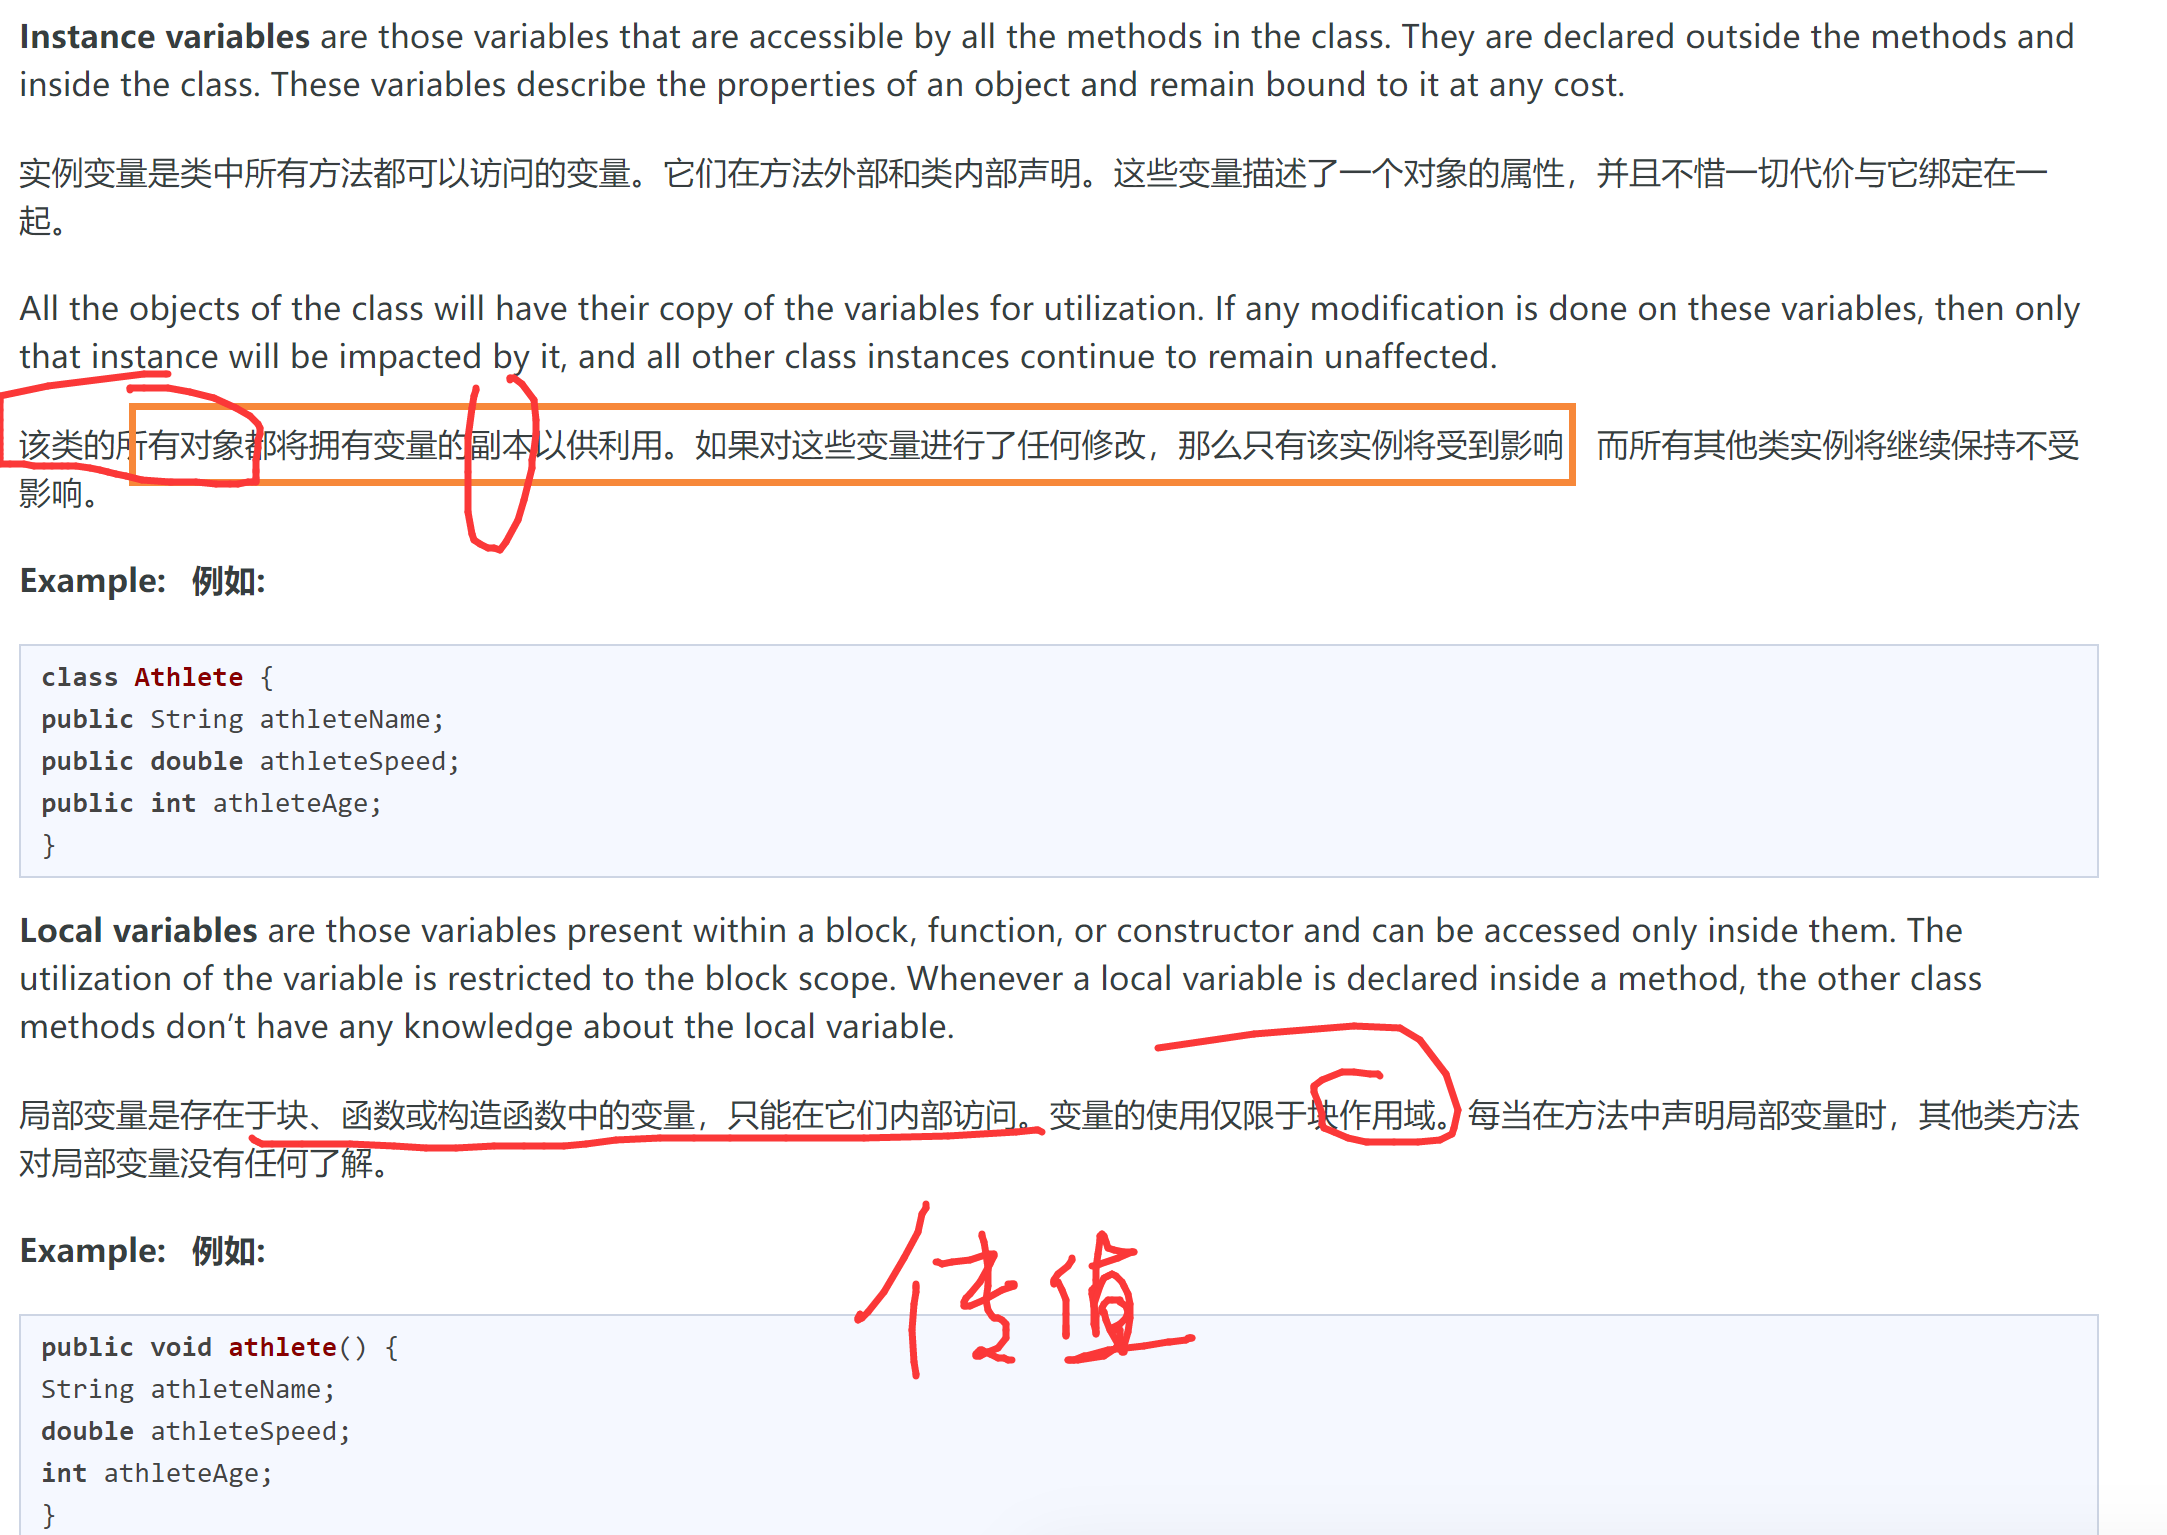 Instance variables are those variables that are accessible by all the methods in the class. They are declared outside the methods and
inside the class. These variables describe the properties of an object and remain bound to it at any cost.
实例变量是类中所有方法都可以访问的变量。它们在方法外部和类内部声明。这些变量描述了一个对象的属性，并且不惜一切代价与它绑定在一
起。
All the objects of the class will have their copy of the variables for utilization. If any modification is done on these variables, then only
that instance will be impacted by it, and all other class instances continue to remain unaffected.
该类的所有对象都将拥有变量的副本以供利用。如果对这些变量进行了任何修改，那么只有该实例将受到影响 而所有其他类实例将继续保持不受
影响。
Example: 例如:
class Athlete {
public String athleteName;
public double athleteSpeed;
public int athleteAge;
}
Local variables are those variables present within a block, function, or constructor and can be accessed only inside them. The
utilization of the variable is restricted to the block scope. Whenever a local variable is declared inside a method, the other class
methods don’t have any knowledge about the local variable.
局部变量是存在于块、函数或构造函数中的变量，只能在它们内部访问。变量的使用仅限于块作用域。每当在方法中声明局部变量时，其他类方法
对局部变量没有任何了解。
传值
Example: 例如:
public void athlete() {
String athleteName;
double athleteSpeed;
int athleteAge;
}